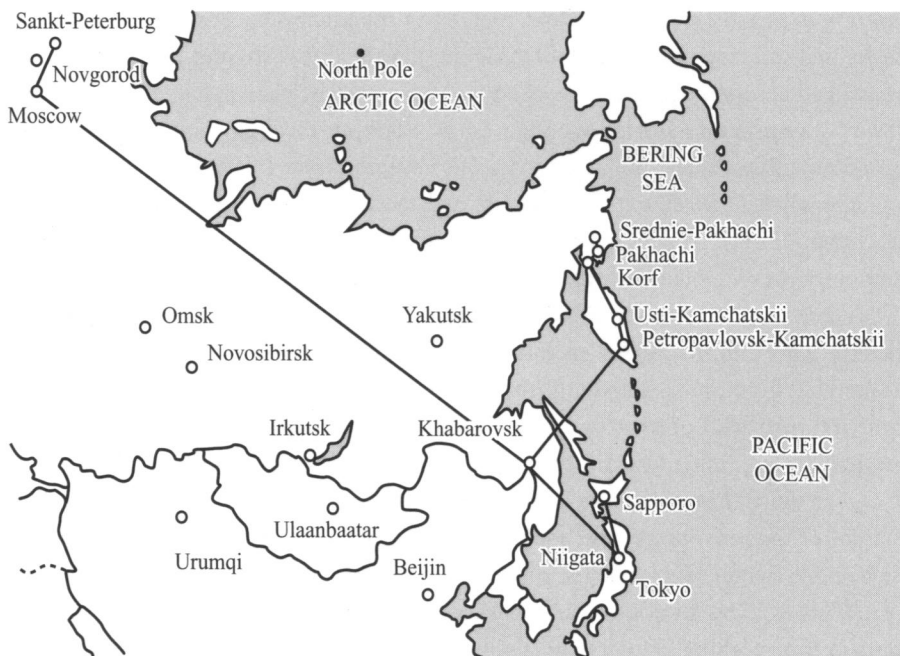 Sankt-Peterburg
Novgorod
Moscow
North Pole
ARCTIC OCEAN
BERING
SEA
Srednie-Pakhachi
Pakhachi
Korf
Omsk
Yakutsk
Usti-Kamchatskii
Petropavlovsk-Kamchatskii
Novosibirsk
Irkutsk
Khabarovsk
PACIFIC
OCEAN
Sapporo
Ulaanbaatar
Urumqi
Beijin
Niigata
Tokyo